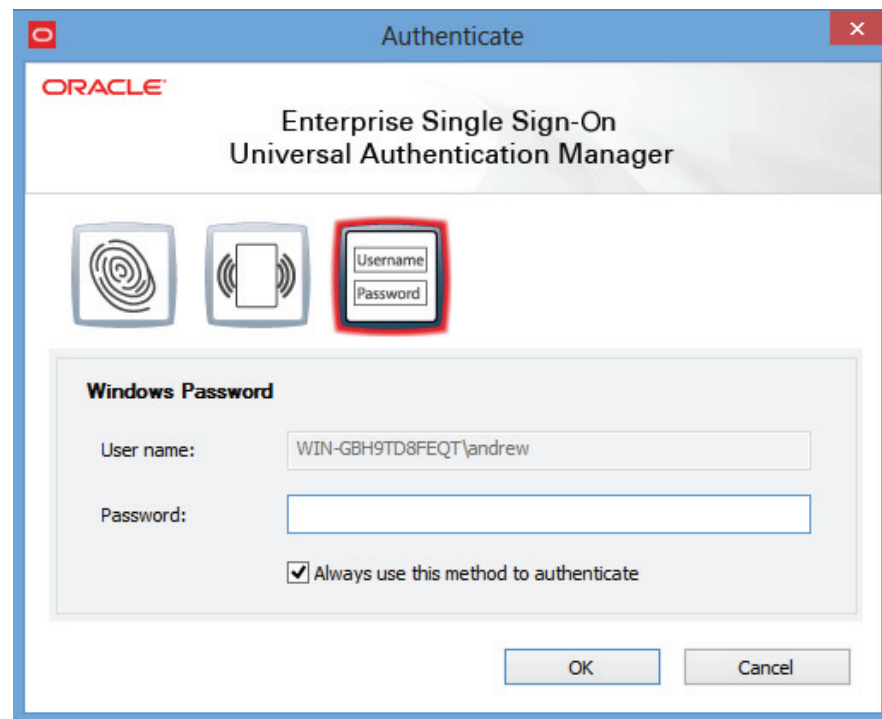 Authenticate
ORACLE
Enterprise Single Sign-On
Universal Authentication Manager
Username
Password
Windows Password
User name: WIN-GBH9TD8FEQT\andrew
Password:
Always use this method to authenticate
OK Cancel